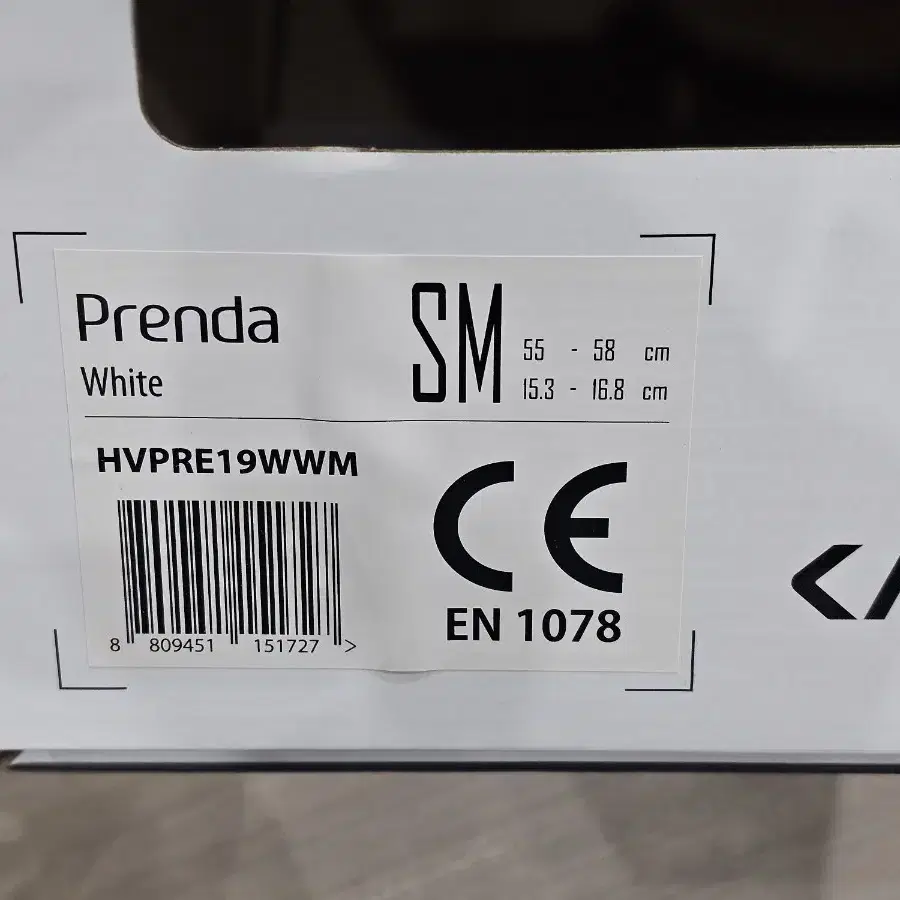 Prenda
White
SM
55 - 58 cm
15.3 - 16.8 cm
HVPRE19WWM
8 809451 151727 >
CE
EN 1078